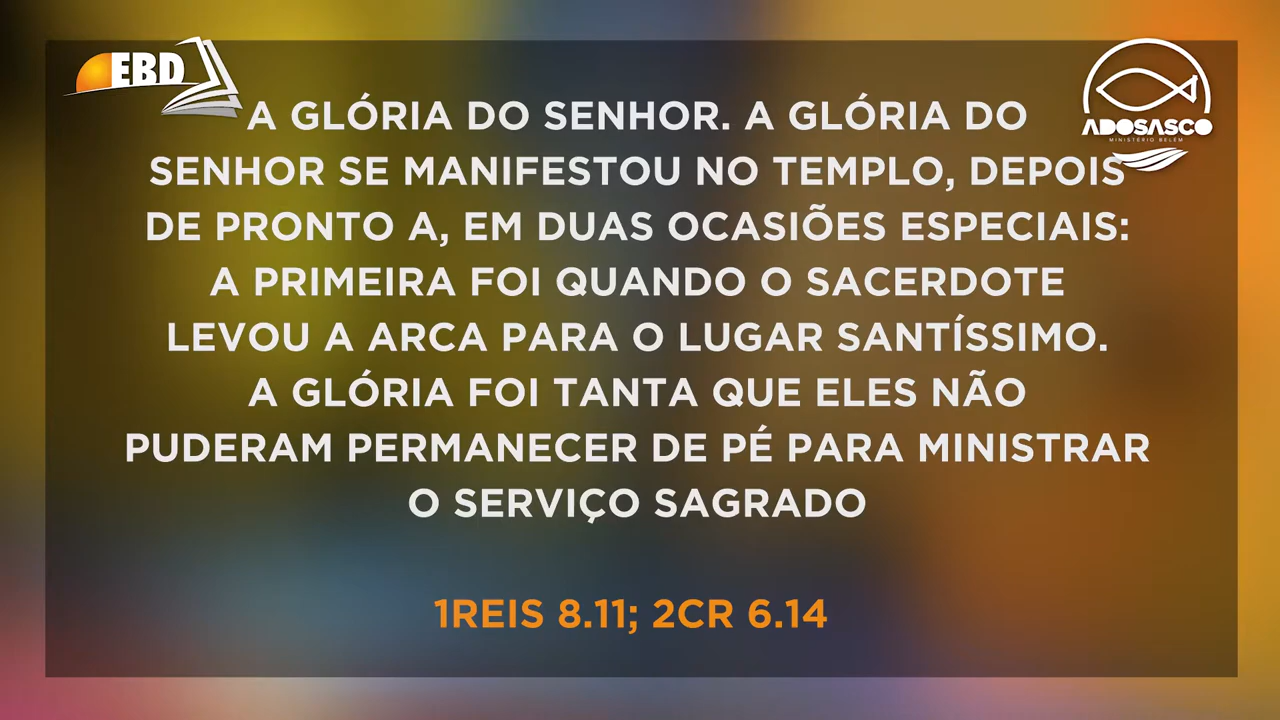 EBD
ADOSASCO
MINISTÉRIO BELÉM
A GLÓRIA DO SENHOR. A GLÓRIA DO
SENHOR SE MANIFESTOU NO TEMPLO, DEPOIS
DE PRONTO A, EM DUAS OCASIÕES ESPECIAIS:
A PRIMEIRA FOI QUANDO O SACERDOTE
LEVOU A ARCA PARA O LUGAR SANTÍSSIMO.
A GLÓRIA FOI TANTA QUE ELES NÃO
PUDERAM PERMANECER DE PÉ PARA MINISTRAR
O SERVIÇO SAGRADO
1REIS 8.11; 2CR 6.14